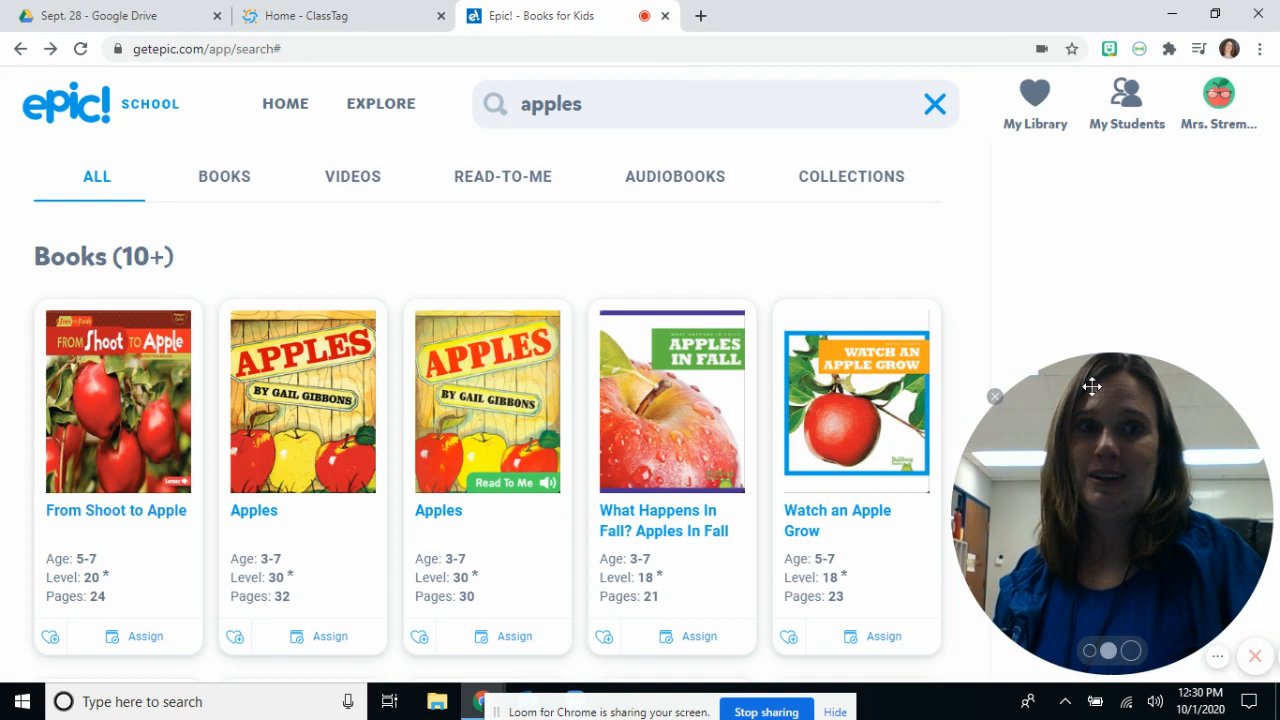 Sept. 28 - Google Drive
Home - ClassTag
Epic! - Books for Kids
getepic.com/app/search#
epic! SCHOOL
HOME
EXPLORE
apples
My Library
My Students
Mrs. Strem...
ALL
BOOKS
VIDEOS
READ-TO-ME
AUDIOBOOKS
COLLECTIONS
Books (10+)
FROM Shoot TO Apple
APPLES
BY GAIL GIBBONS
APPLES
BY GAIL GIBBONS
Read To Me
WHAT HAPPENS IN FALL?
APPLES
IN FALL
WATCH AN
APPLE GROW
From Shoot to Apple
Age: 5-7
Level: 20 *
Pages: 24
Assign
Apples
Age: 3-7
Level: 30 *
Pages: 32
Assign
Apples
Age: 3-7
Level: 30 *
Pages: 30
Assign
What Happens In
Fall? Apples In Fall
Age: 3-7
Level: 18 *
Pages: 21
Assign
Watch an Apple
Grow
Age: 5-7
Level: 18 *
Pages: 23
Assign
Type here to search
Loom for Chrome is sharing your screen.
Stop sharing
Hide
12:30 PM
10/1/2020